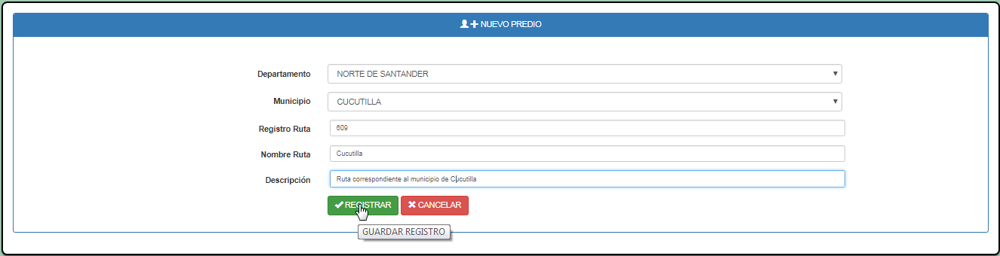 NUEVO PREDIO
Departamento NORTE DE SANTANDER
Municipio CUCUTILLA
Registro Ruta 609
Nombre Ruta Cucutilla
Descripción Ruta correspondiente al municipio de Cucutilla
REGISTRAR CANCELAR
GUARDAR REGISTRO